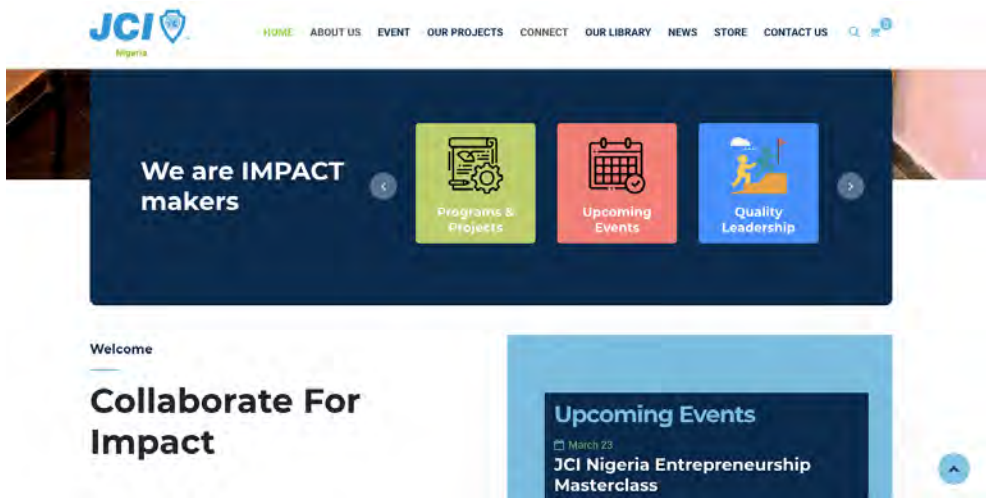 JCI
Nigeria
HOME ABOUT US EVENT OUR PROJECTS CONNECT OUR LIBRARY NEWS STORE CONTACT US
0
We are IMPACT
makers
Programs &
Projects
Upcoming
Events
Quality
Leadership
Welcome
Collaborate For
Impact
Upcoming Events
March 23
JCI Nigeria Entrepreneurship
Masterclass